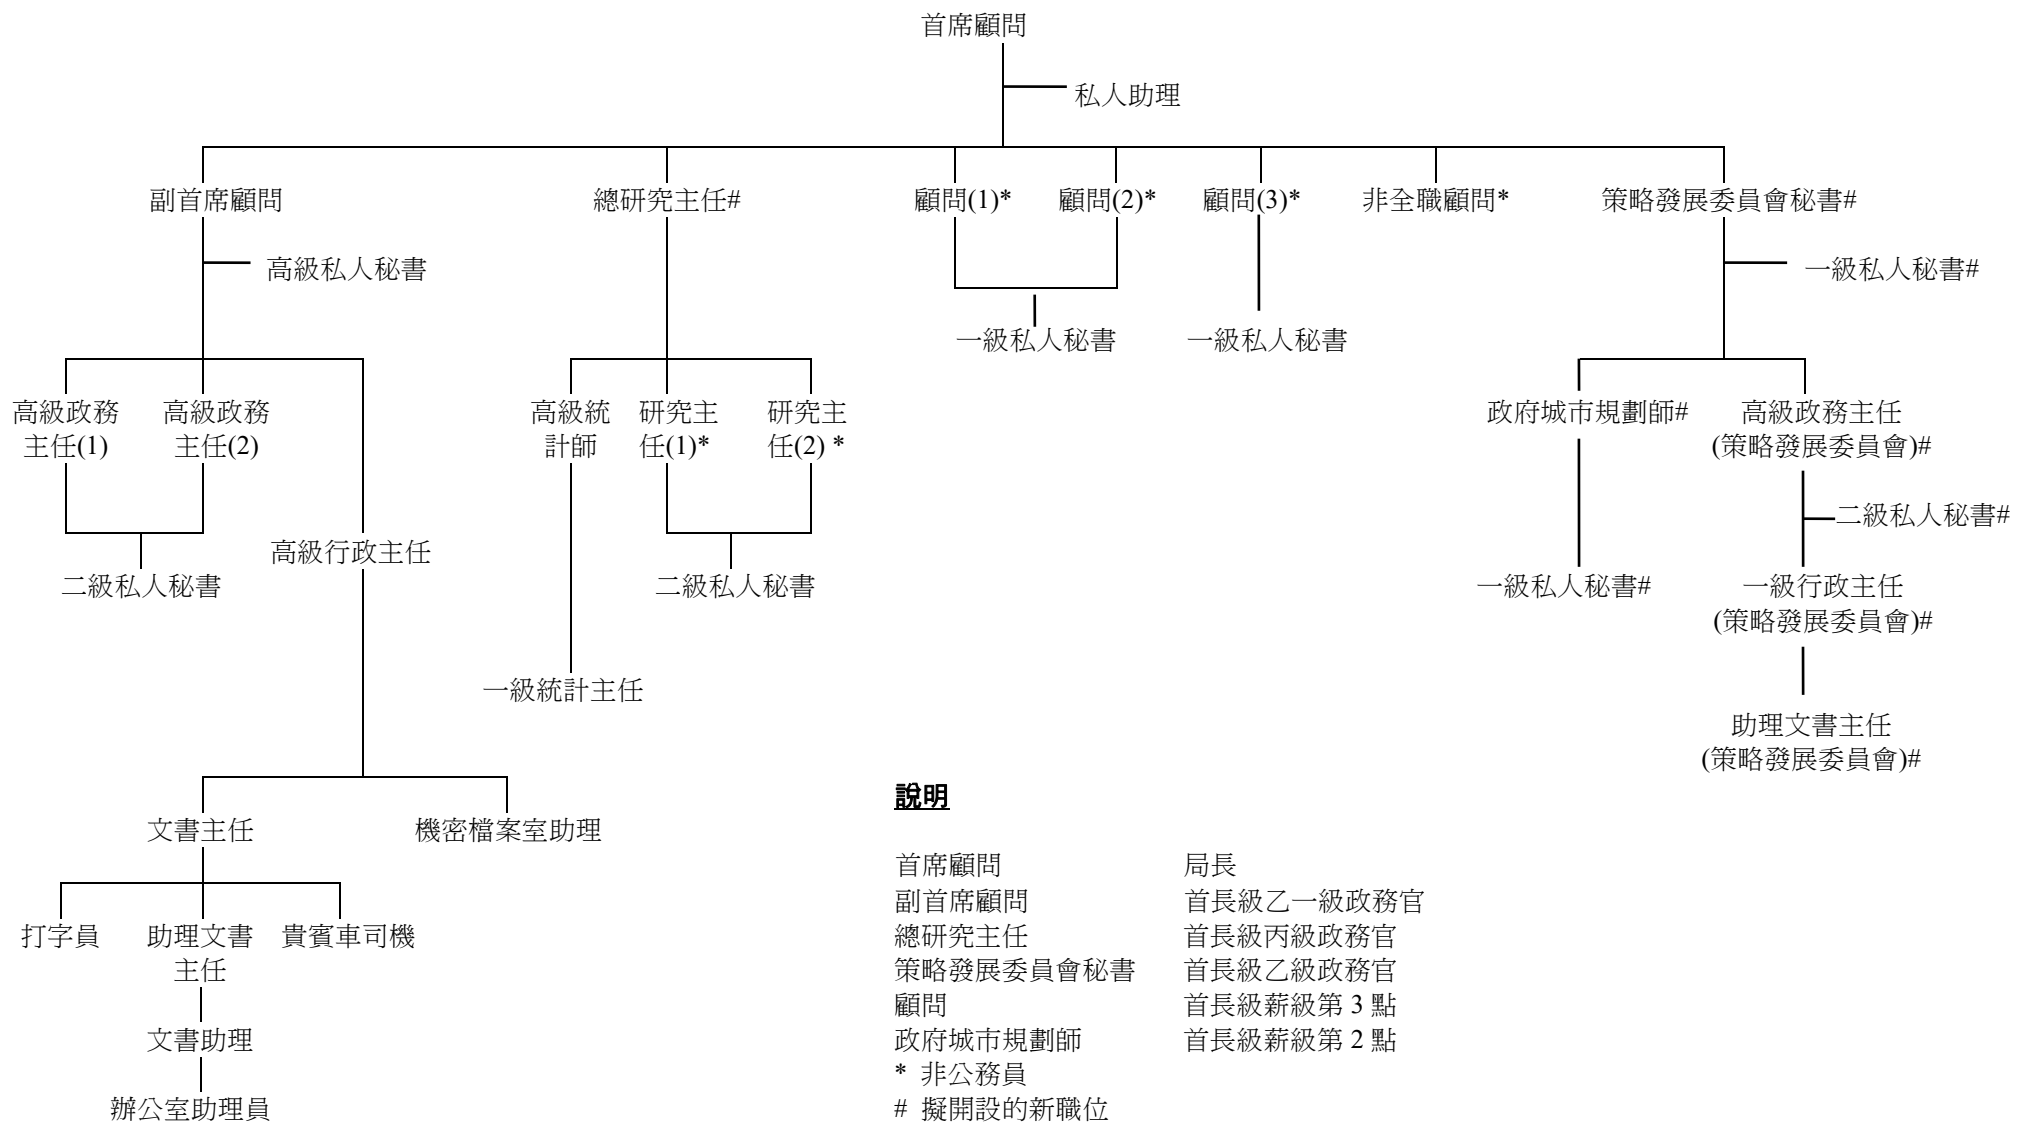 首席顧問
私人助理
副首席顧問
總研究主任#
顧問(1)*
顧問(2)*
顧問(3)*
非全職顧問*
策略發展委員會秘書#
高級私人秘書
一級私人秘書#
一級私人秘書
一級私人秘書
高級政務
主任(1)
高級政務
主任(2)
高級統
計師
研究主
任(1)*
研究主
任(2) *
政府城市規劃師#
高級政務主任
(策略發展委員會)#
二級私人秘書#
高級行政主任
二級私人秘書
二級私人秘書
一級私人秘書#
一級行政主任
(策略發展委員會)#
一級統計主任
助理文書主任
(策略發展委員會)#
文書主任
機密檔案室助理
打字員
助理文書
主任
貴賓車司機
文書助理
辦公室助理員
說明
首席顧問 局長
副首席顧問 首長級乙一級政務官
總研究主任 首長級丙級政務官
策略發展委員會秘書 首長級乙級政務官
顧問 首長級薪級第 3 點
政府城市規劃師 首長級薪級第 2 點
* 非公務員
# 擬開設的新職位